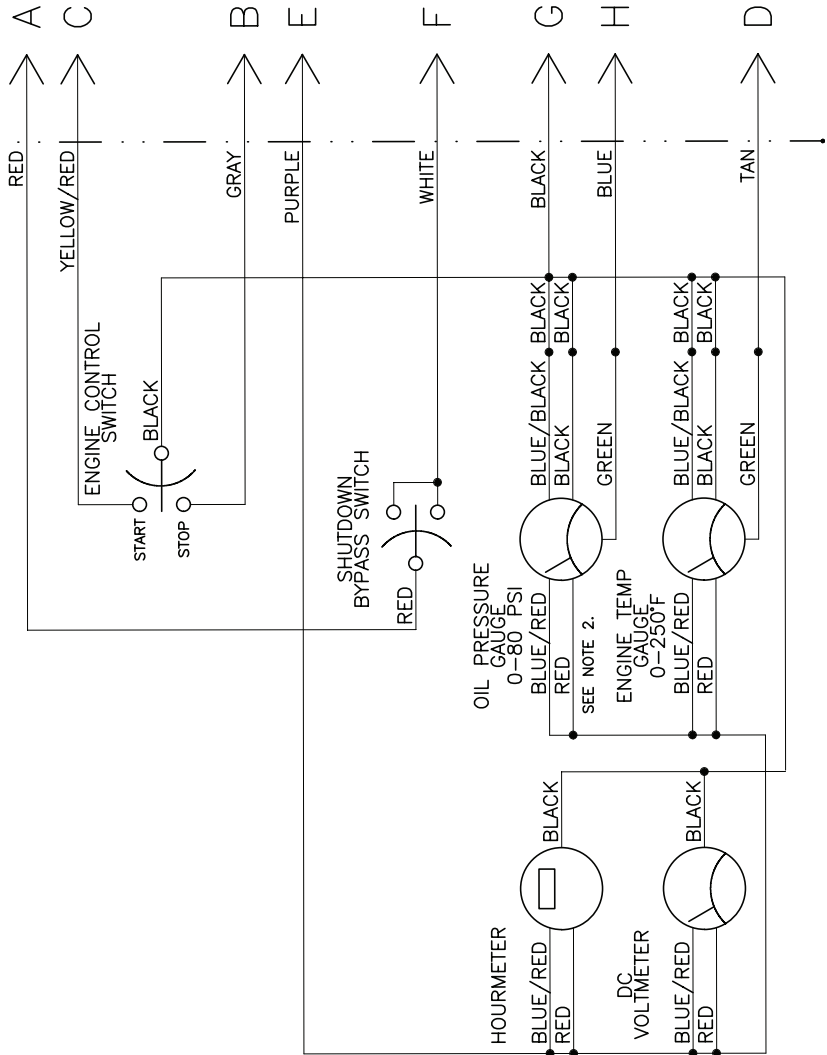 A
C
B
E
F
G
H
D
RED
YELLOW/RED
GRAY
PURPLE
WHITE
BLACK
BLUE
TAN
ENGINE CONTROL
SWITCH
BLACK
START
STOP
SHUTDOWN
BYPASS SWITCH
RED
BLACK
BLACK
BLUE/BLACK
BLACK
GREEN
BLACK
BLACK
BLUE/BLACK
BLACK
GREEN
OIL PRESSURE
GAUGE
0-80 PSI
BLUE/RED
RED
SEE NOTE 2.
ENGINE TEMP
GAUGE
0-250°F
BLUE/RED
RED
BLACK
BLACK
HOURMETER
BLUE/RED
RED
DC
VOLTMETER
BLUE/RED
RED